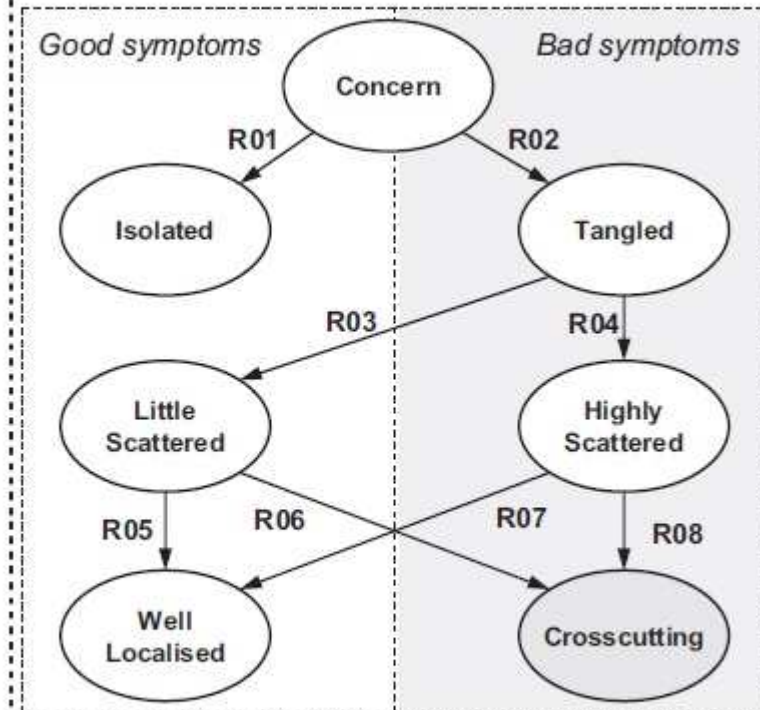 Good symptoms
Bad symptoms
Concern
R01
R02
Isolated
Tangled
R03
R04
Little
Scattered
Highly
Scattered
R05
R06
R07
R08
Well
Localised
Crosscutting